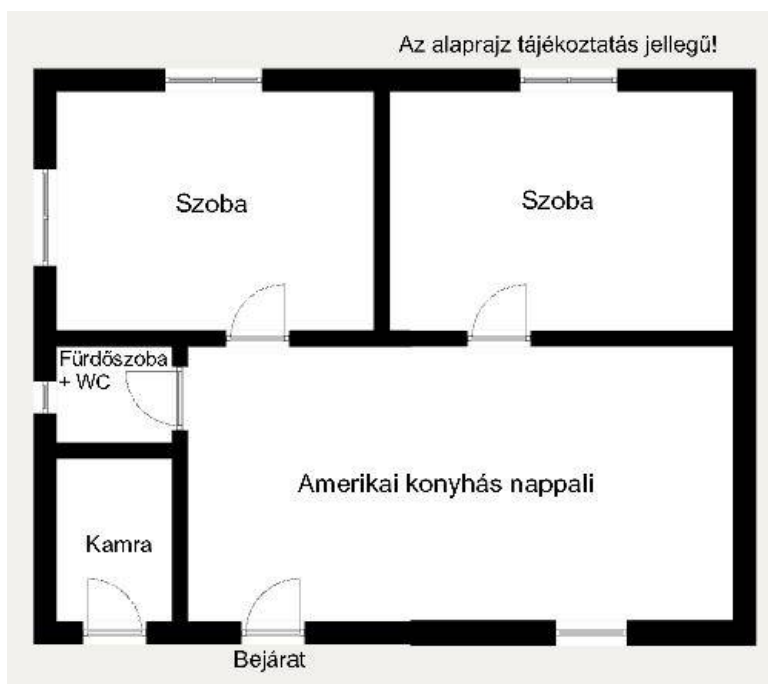 Az alaprajz tájékoztatás jellegű!
Szoba
Szoba
Fürdőszoba
+ WC
Amerikai konyhás nappali
Kamra
Bejárat